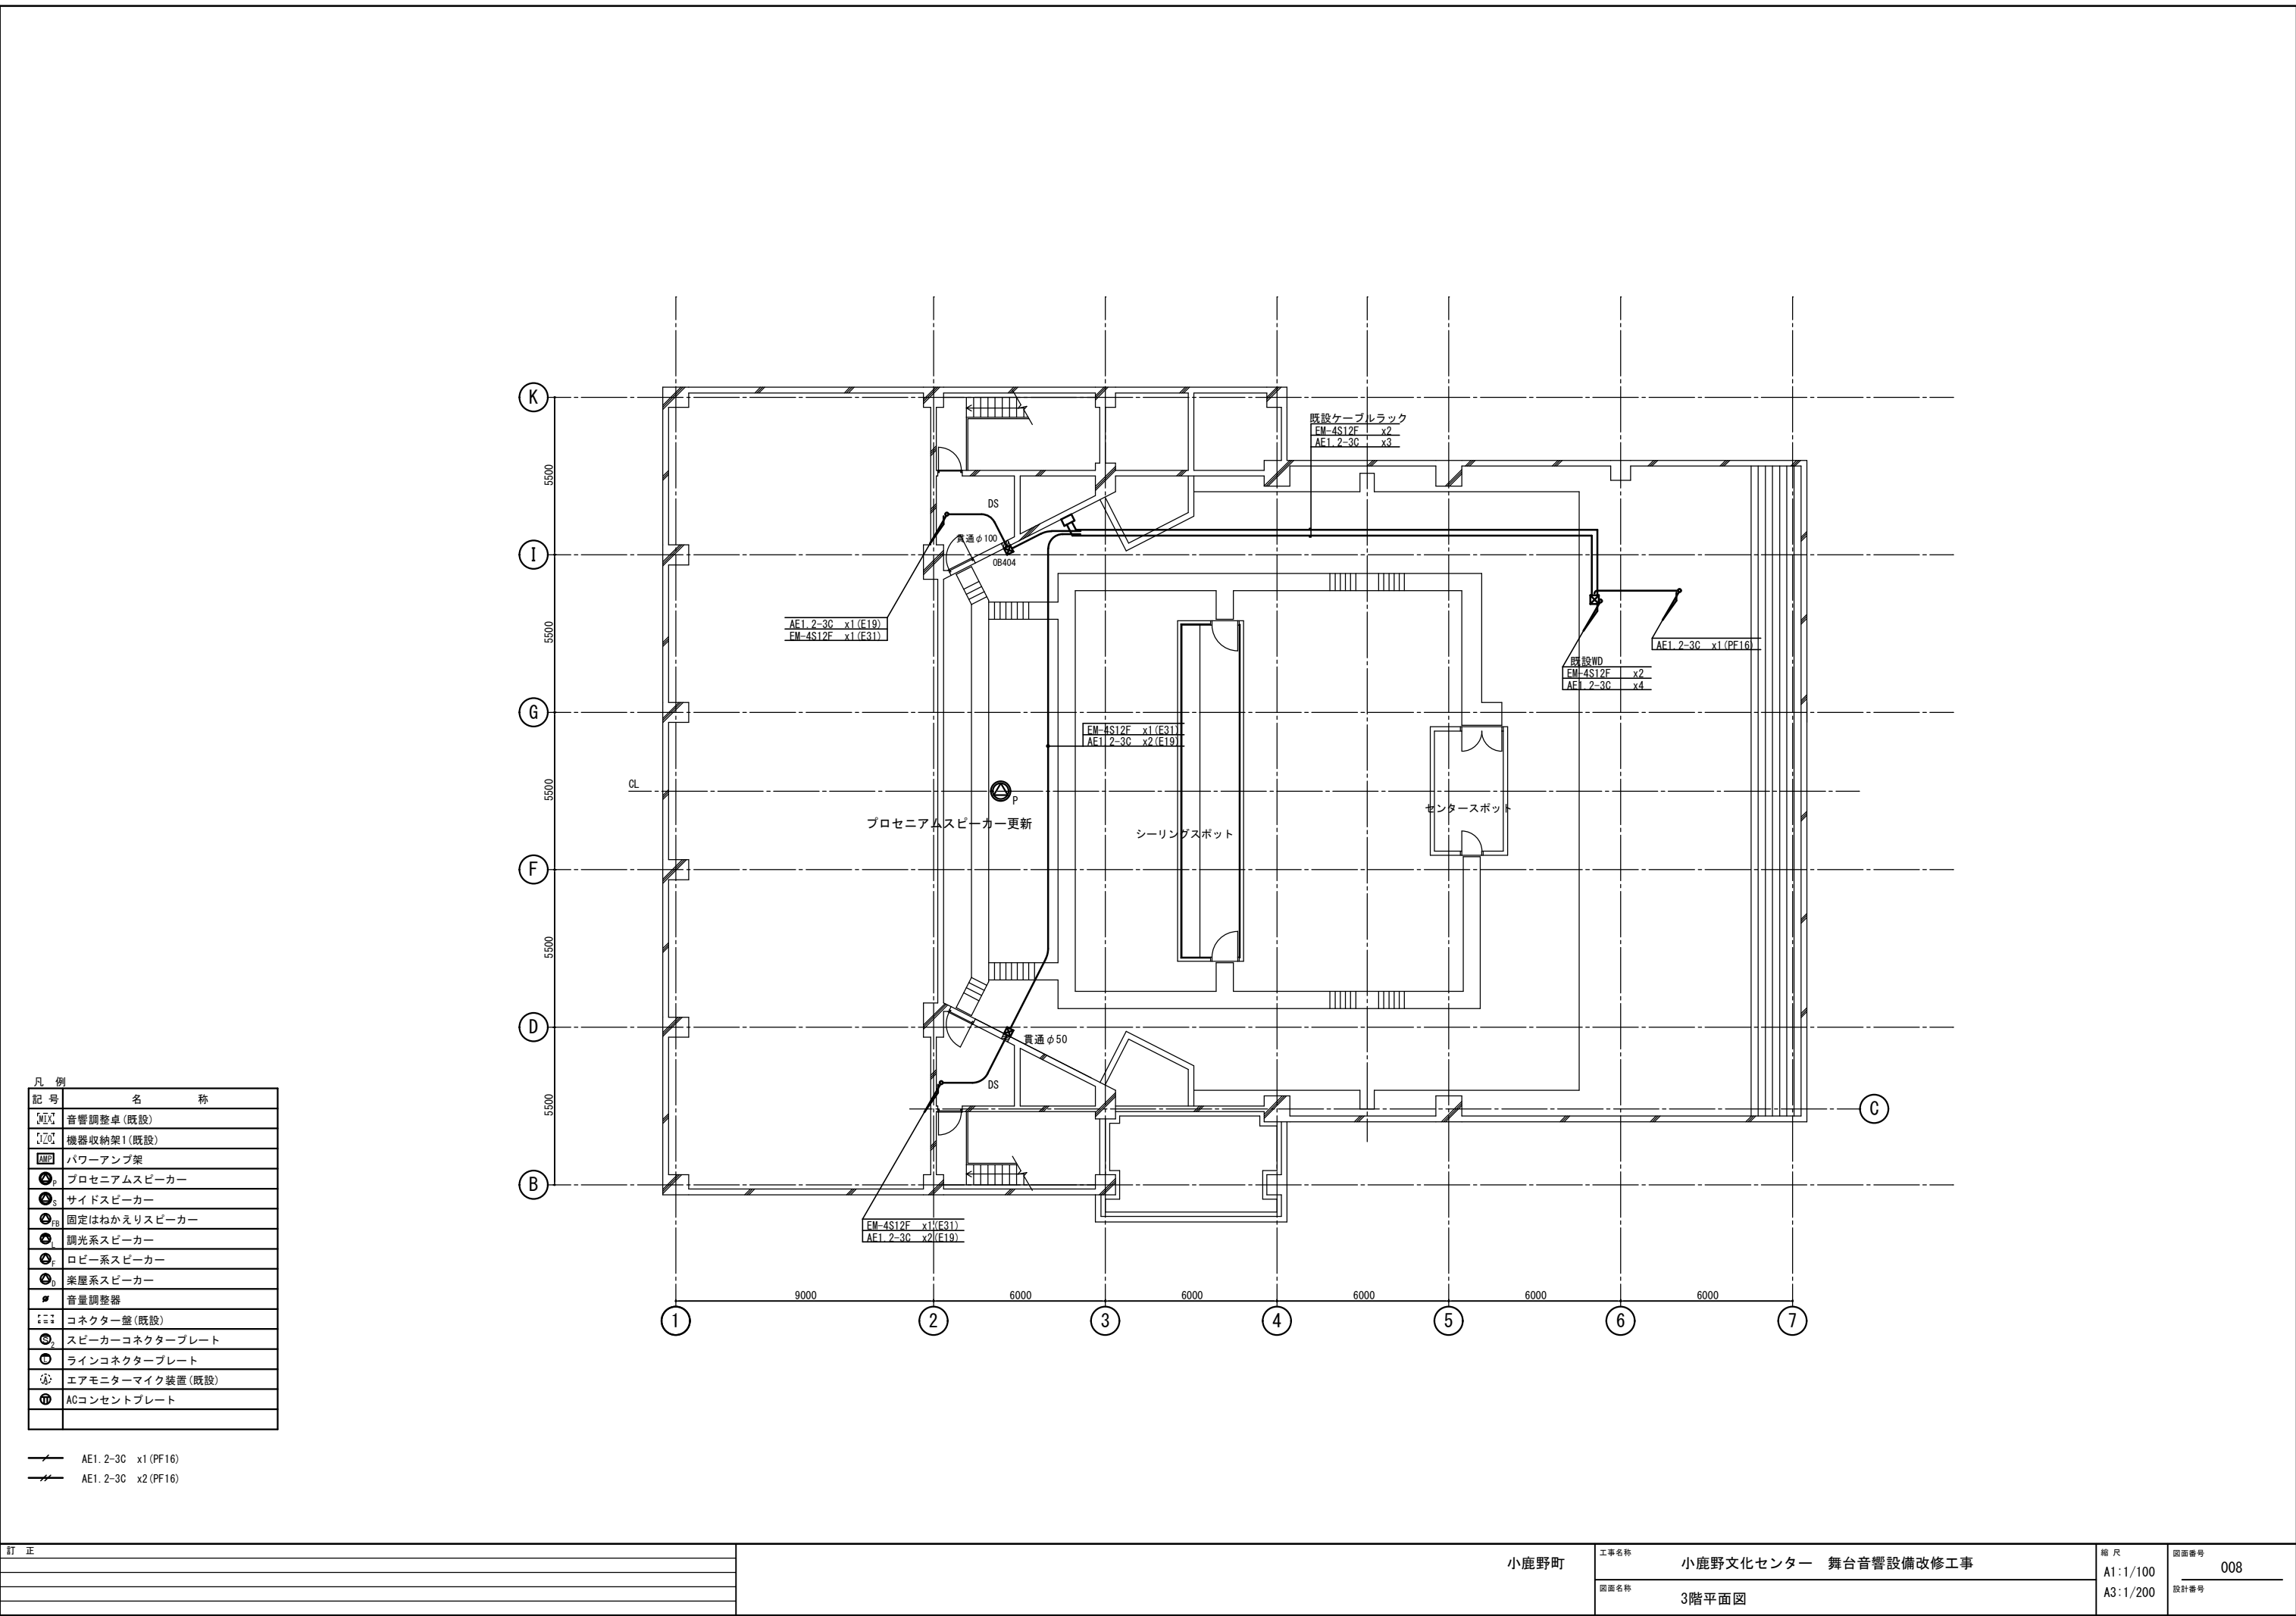 K
I
G
F
D
B
C
5500
5500
5500
5500
5500
CL
既設ケーブルラック
EM-4S12F x2
AE1.2-3C x3
DS
貫通φ100
OB404
AE1.2-3C x1(E19)
EM-4S12F x1(E31)
AE1.2-3C x1(PF16)
既設WD
EM-4S12F x2
AE1.2-3C x4
EM-4S12F x1(E31)
AE1.2-3C x2(E19)
P
プロセニアムスピーカー更新
シーリングスポット
センタースポット
貫通φ50
DS
EM-4S12F x1(E31)
AE1.2-3C x2(E19)
9000 6000 6000 6000 6000 6000
1 2 3 4 5 6 7
凡 例
記 号 名 称
MIX 音響調整卓(既設)
I/O 機器収納架1(既設)
AMP パワーアンプ架
P プロセニアムスピーカー
S サイドスピーカー
FB 固定はねかえりスピーカー
L 調光系スピーカー
F ロビー系スピーカー
D 楽屋系スピーカー
音量調整器
コネクター盤(既設)
S 2 スピーカーコネクタープレート
ラインコネクタープレート
A エアモニターマイク装置(既設)
ACコンセントプレート
AE1.2-3C x1(PF16)
AE1.2-3C x2(PF16)
訂 正
小鹿野町
工事名称 小鹿野文化センター 舞台音響設備改修工事
図面名称 3階平面図
縮 尺
A1:1/100
A3:1/200
図面番号 008
設計番号